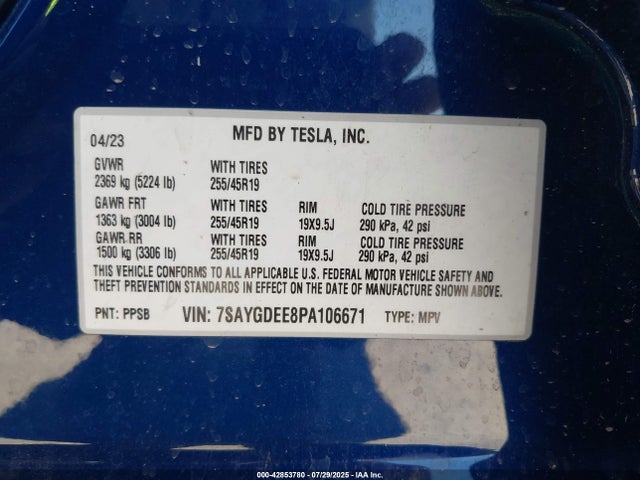 04/23 MFD BY TESLA, INC.
GVWR WITH TIRES
2369 kg (5224 lb) 255/45R19
GAWR FRT WITH TIRES RIM COLD TIRE PRESSURE
1363 kg (3004 lb) 255/45R19 19X9.5J 290 kPa, 42 psi
GAWR RR WITH TIRES RIM COLD TIRE PRESSURE
1500 kg (3306 lb) 255/45R19 19X9.5J 290 kPa, 42 psi
THIS VEHICLE CONFORMS TO ALL APPLICABLE U.S. FEDERAL MOTOR VEHICLE SAFETY AND
THEFT PREVENTION STANDARDS IN EFFECT ON THE DATE OF MANUFACTURE SHOWN ABOVE.
PNT: PPSB VIN: 7SAYGDEE8PA106671 TYPE: MPV
000-42853780 - 07/29/2025 - IAA Inc.